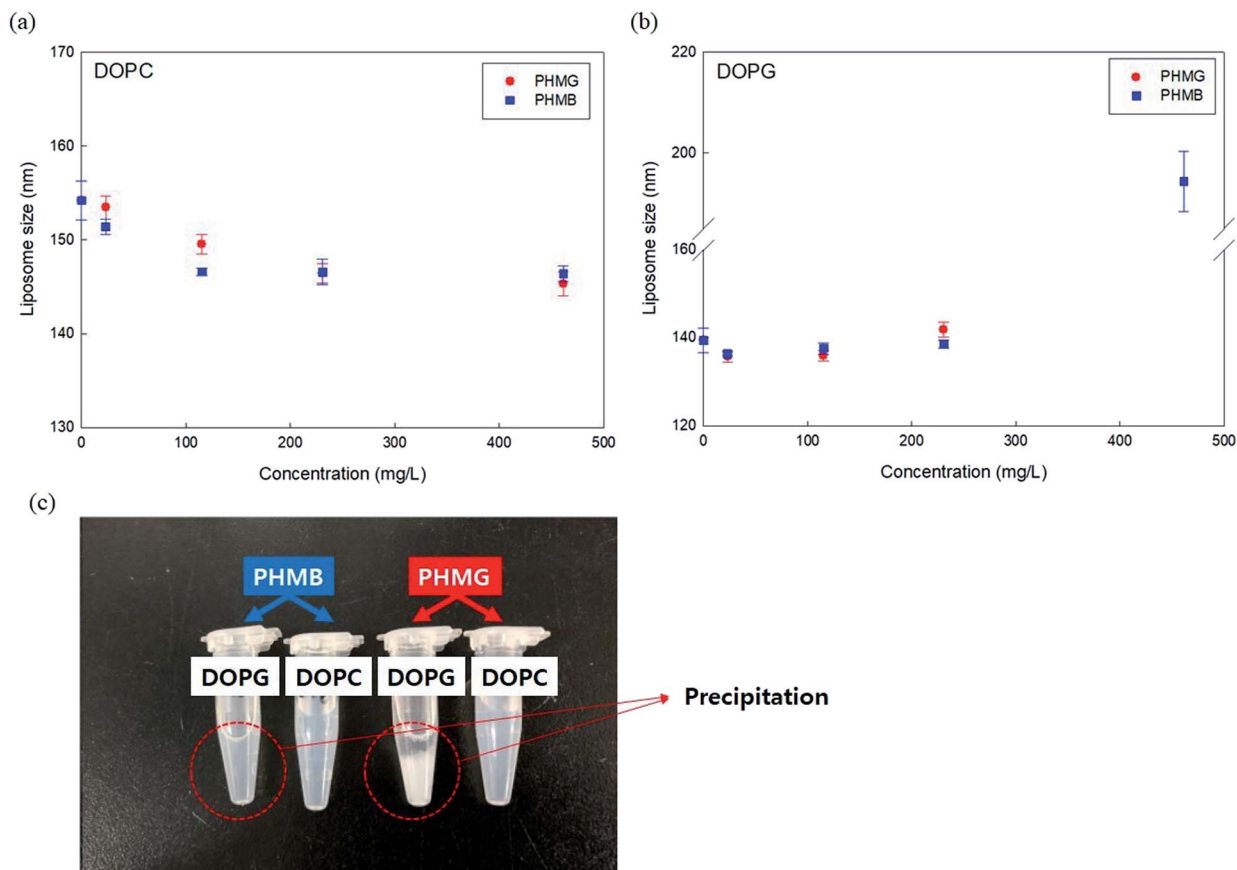 (a)
(b)
170
160
150
140
130
DOPC
PHMG
PHMB
Liposome size (nm)
0 100 200 300 400 500
Concentration (mg/L)
220
200
160
140
120
DOPG
PHMG
PHMB
Liposome size (nm)
0 100 200 300 400 500
Concentration (mg/L)
(c)
PHMB PHMG
DOPG DOPC DOPG DOPC
Precipitation